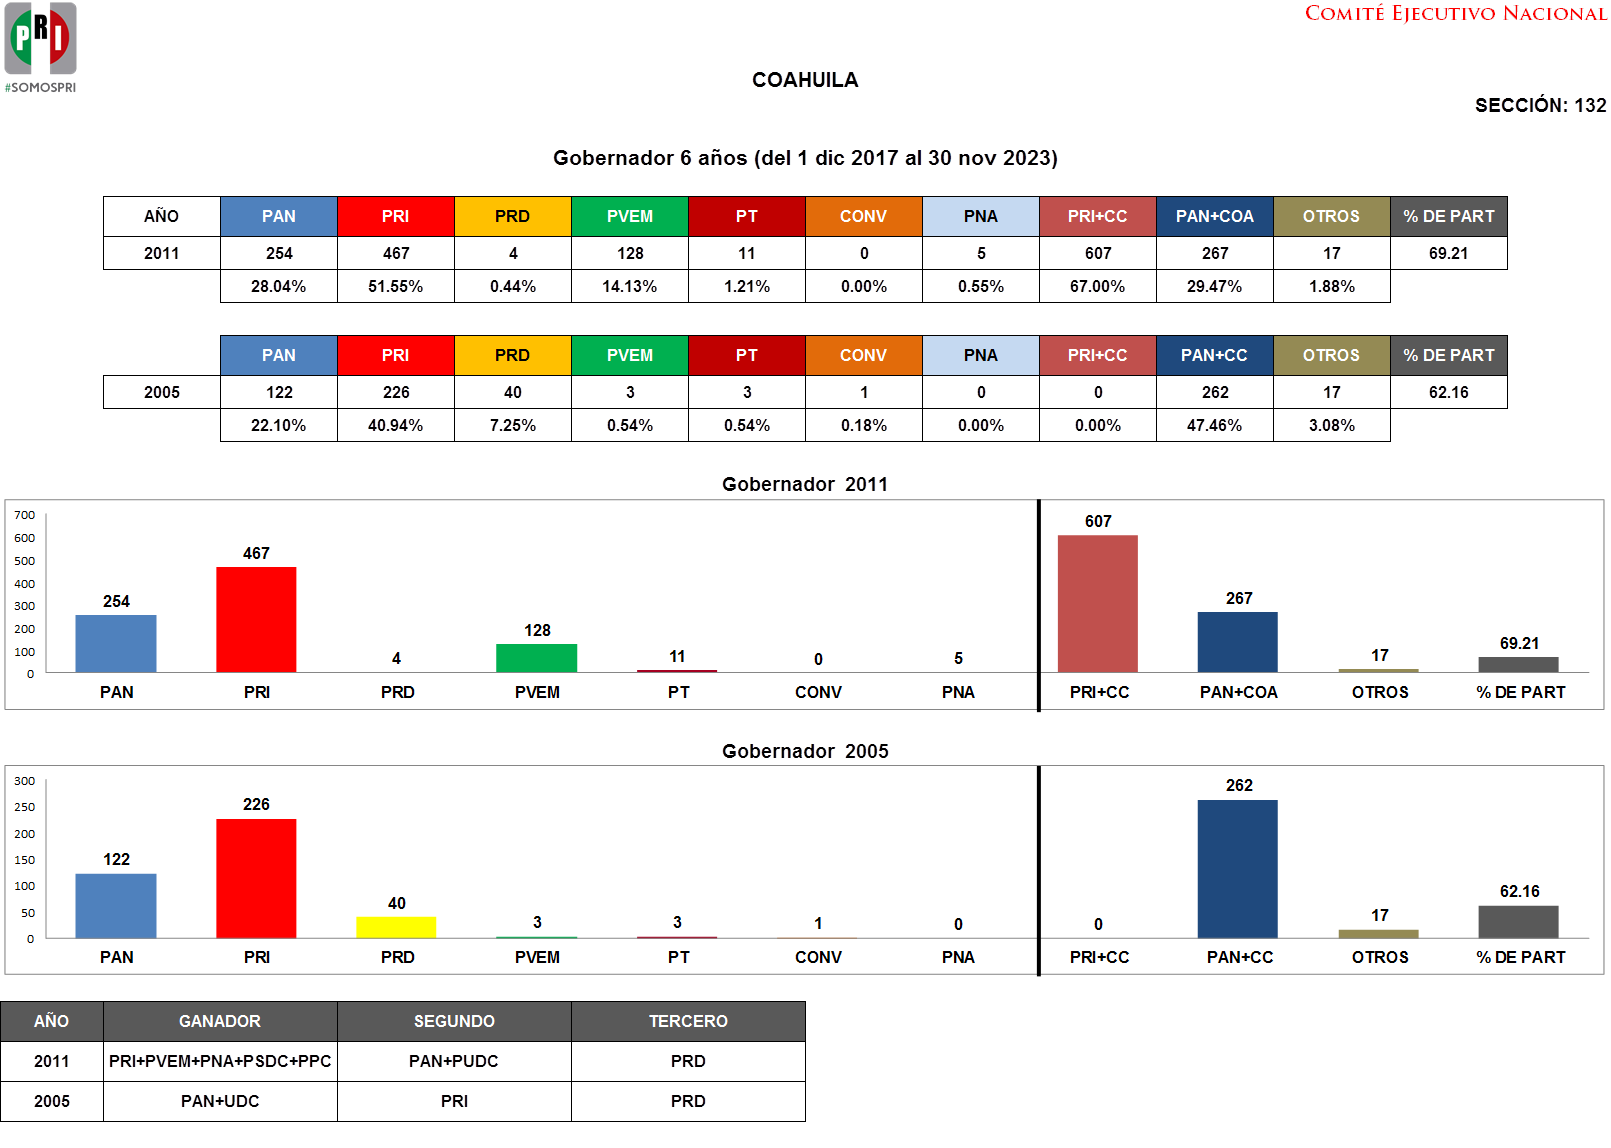 PRI
#SOMOSPRI
COMITÉ EJECUTIVO NACIONAL
COAHUILA
SECCIÓN: 132
Gobernador 6 años (del 1 dic 2017 al 30 nov 2023)
AÑO PAN PRI PRD PVEM PT CONV PNA PRI+CC PAN+COA OTROS % DE PART
2011 254 467 4 128 11 0 5 607 267 17 69.21
28.04% 51.55% 0.44% 14.13% 1.21% 0.00% 0.55% 67.00% 29.47% 1.88%
PAN PRI PRD PVEM PT CONV PNA PRI+CC PAN+CC OTROS % DE PART
2005 122 226 40 3 3 1 0 0 262 17 62.16
22.10% 40.94% 7.25% 0.54% 0.54% 0.18% 0.00% 0.00% 47.46% 3.08%
Gobernador 2011
700
600
500
400
300
200
100
0
254 467 4 128 11 0 5 607 267 17 69.21
PAN PRI PRD PVEM PT CONV PNA PRI+CC PAN+COA OTROS % DE PART
Gobernador 2005
300
250
200
150
100
50
0
122 226 40 3 3 1 0 0 262 17 62.16
PAN PRI PRD PVEM PT CONV PNA PRI+CC PAN+CC OTROS % DE PART
AÑO GANADOR SEGUNDO TERCERO
2011 PRI+PVEM+PNA+PSDC+PPC PAN+PUDC PRD
2005 PAN+UDC PRI PRD